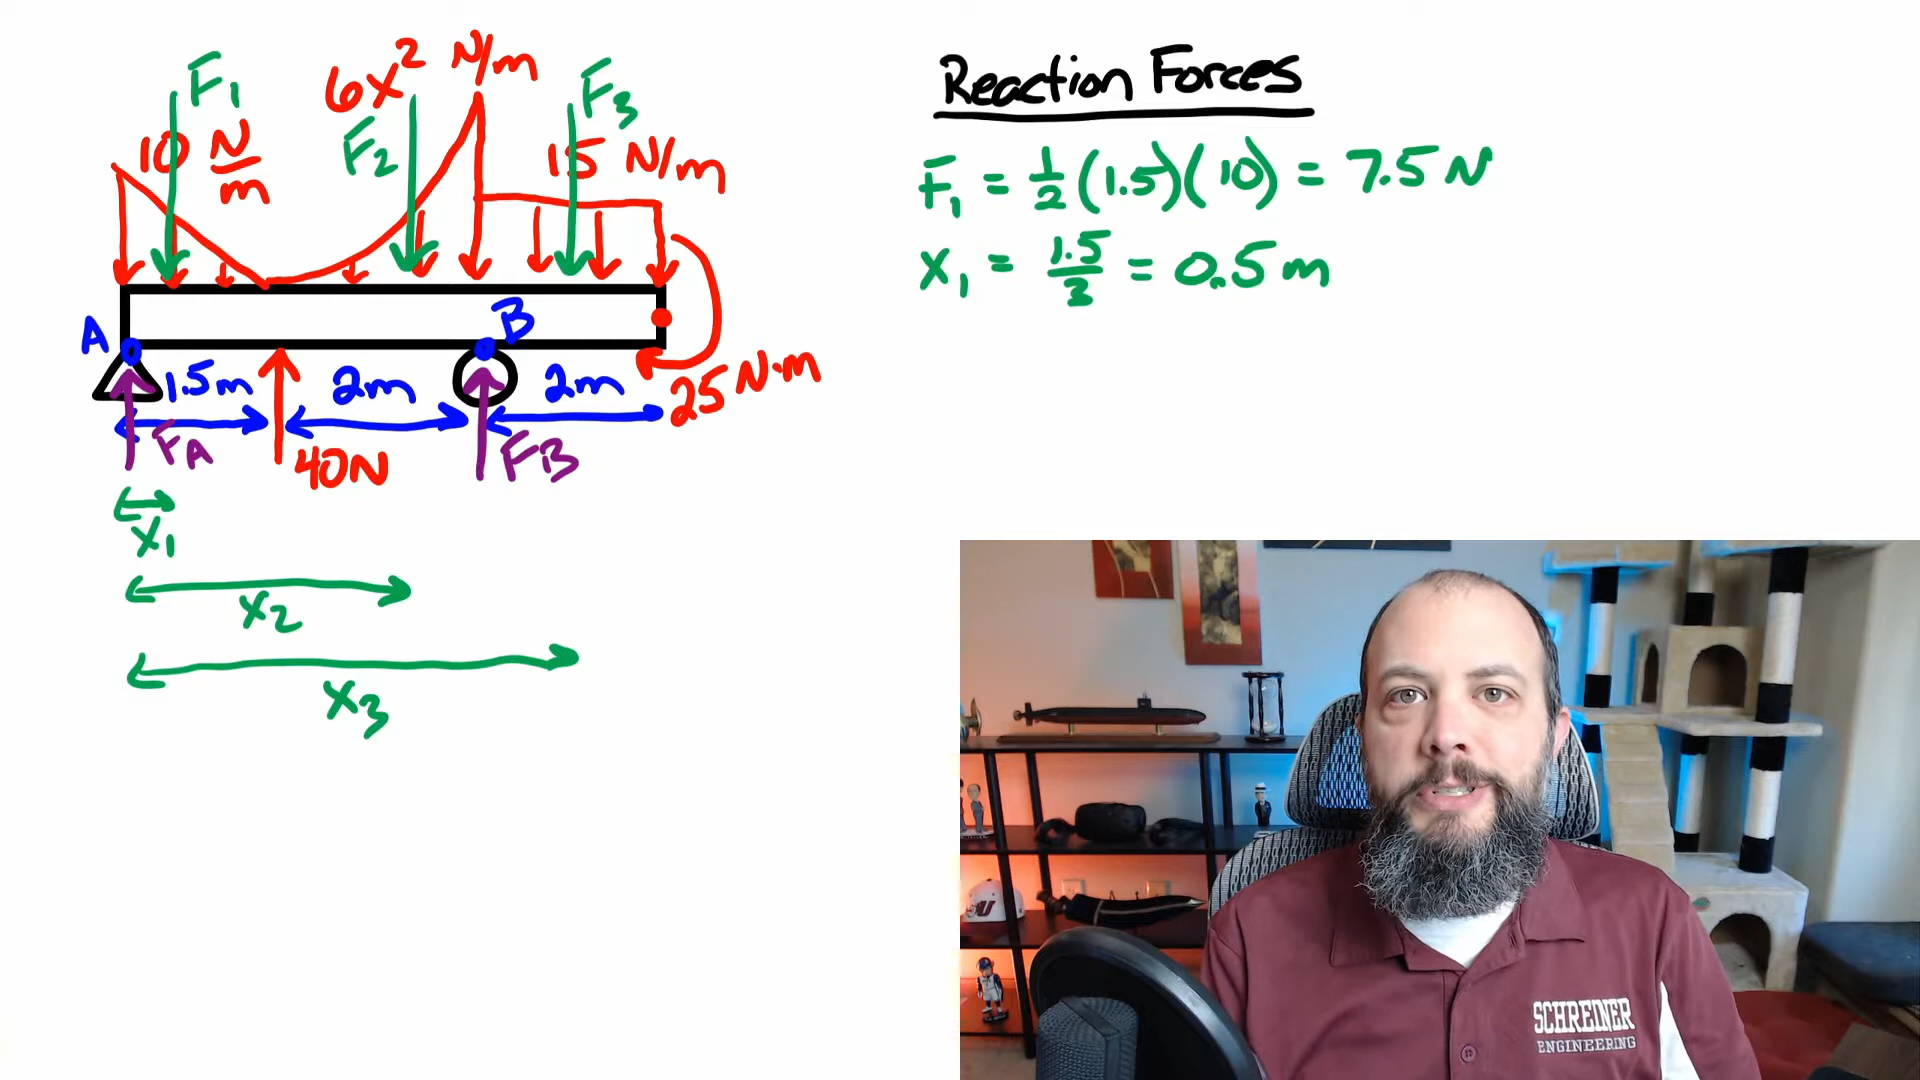 F₁
6x² N/m
F₃
10 N/m
F₂
15 N/m
A
B
1.5m
2m
2m
25 N·m
FA
40N
FB
x₁
x₂
x₃
Reaction Forces
F₁ = 1/2 (1.5)(10) = 7.5 N
x₁ = 1.5/3 = 0.5 m
SCHREINER
ENGINEERING